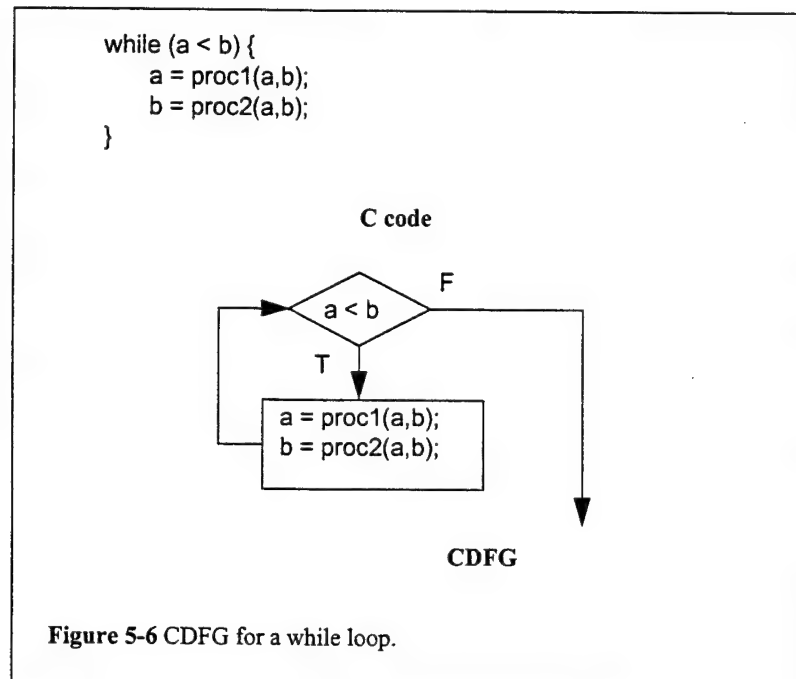 while (a < b) {
a = proc1(a,b);
b = proc2(a,b);
}
C code
F
a < b
T
a = proc1(a,b);
b = proc2(a,b);
CDFG
Figure 5-6 CDFG for a while loop.